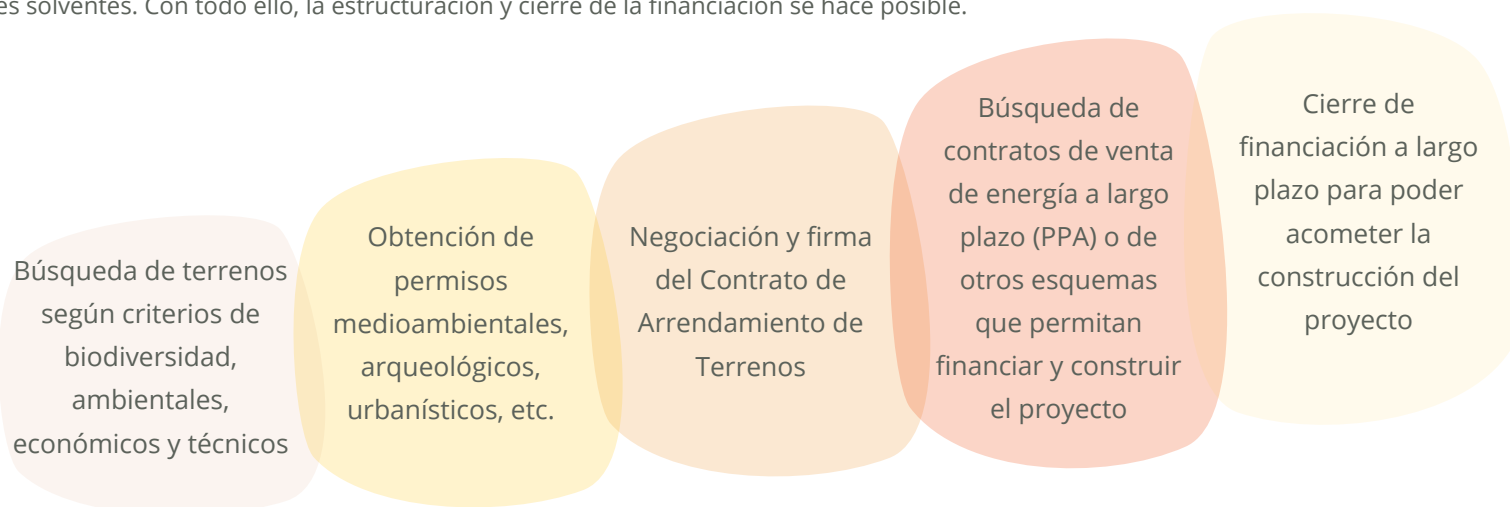 es solventes. Con todo ello, la estructuración y cierre de la financiación se hace posible.
Búsqueda de terrenos
según criterios de
biodiversidad,
ambientales,
económicos y técnicos
Obtención de
permisos
medioambientales,
arqueológicos,
urbanísticos, etc.
Negociación y firma
del Contrato de
Arrendamiento de
Terrenos
Búsqueda de
contratos de venta
de energía a largo
plazo (PPA) o de
otros esquemas
que permitan
financiar y construir
el proyecto
Cierre de
financiación a largo
plazo para poder
acometer la
construcción del
proyecto